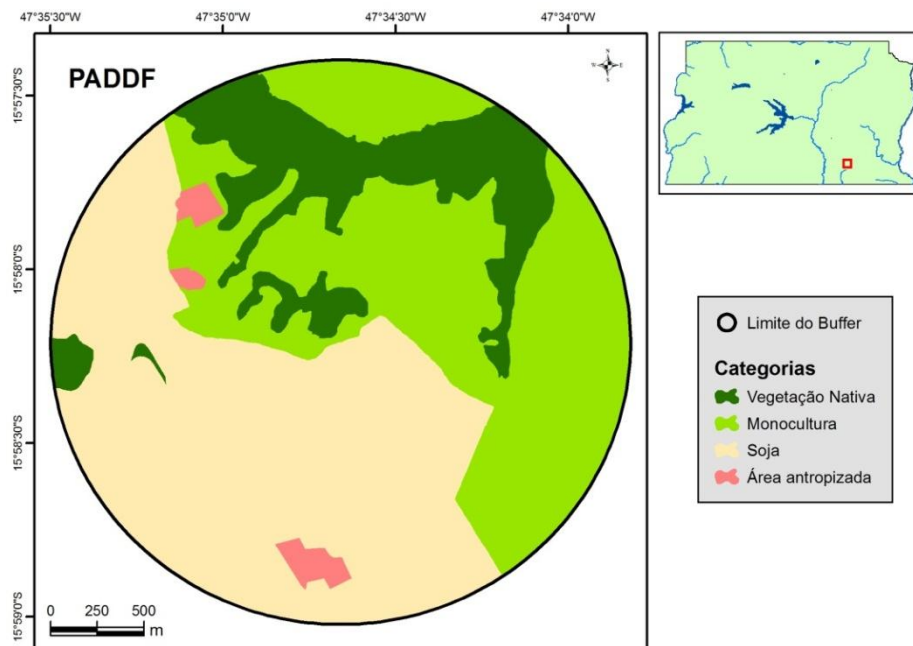 47°35'30"W
47°35'0"W
47°34'30"W
47°34'0"W
PADDF
N
W
E
S
15°57'30"S
15°58'0"S
15°58'30"S
15°59'0"S
Limite do Buffer
Categorias
Vegetação Nativa
Monocultura
Soja
Área antropizada
0 250 500
m